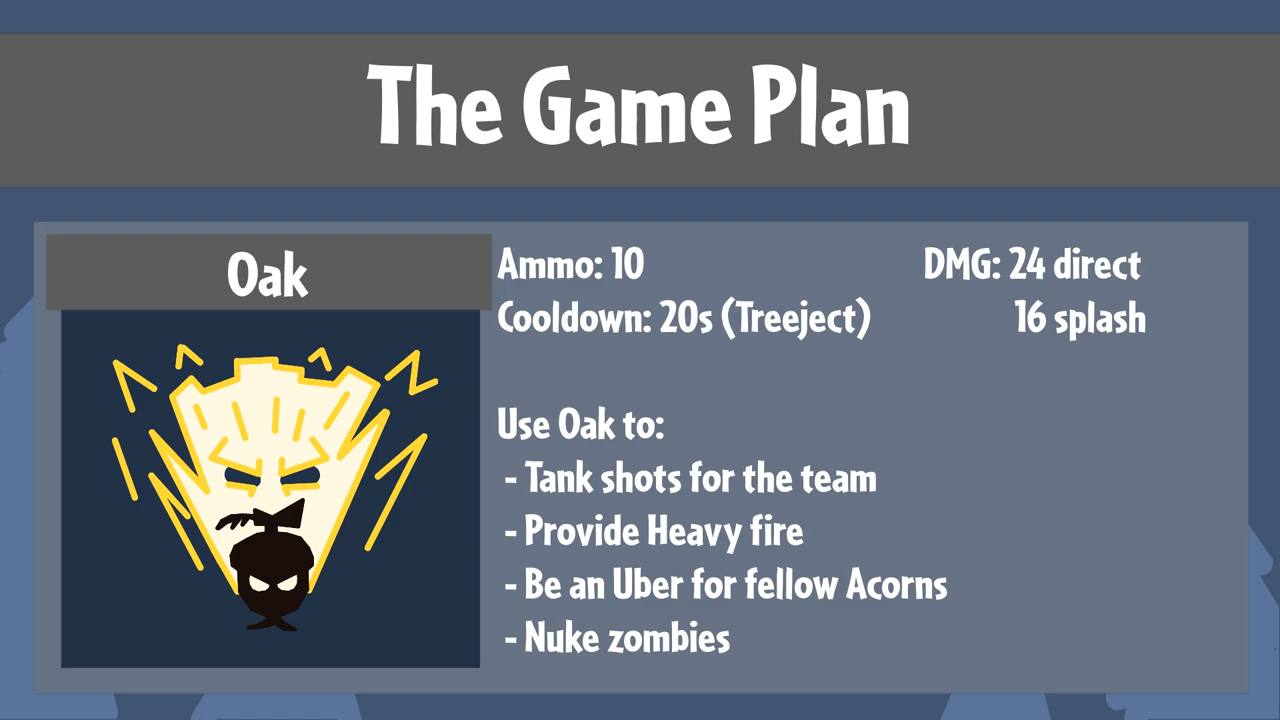 The Game Plan
Oak
Ammo: 10
DMG: 24 direct
Cooldown: 20s (Treeject)
16 splash
Use Oak to:
- Tank shots for the team
- Provide Heavy fire
- Be an Uber for fellow Acorns
- Nuke zombies